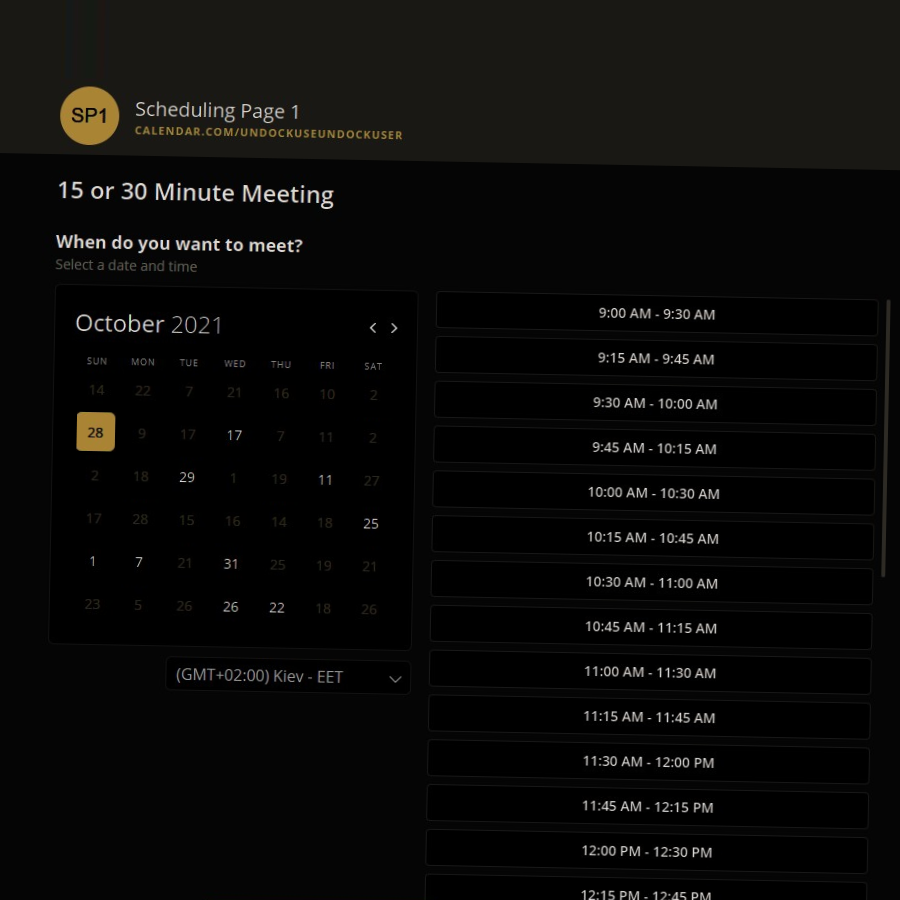 SP1
Scheduling Page 1
CALENDAR.COM/UNDOCKUSEUNDOCKUSER
15 or 30 Minute Meeting
When do you want to meet?
Select a date and time
October 2021
SUN MON TUE WED THU FRI SAT
14 22 7 21 16 10 2
28 9 17 17 7 11 2
2 18 29 1 19 11 27
17 28 15 16 14 18 25
1 7 21 31 25 19 21
23 5 26 26 22 18 26
(GMT+02:00) Kiev - EET
9:00 AM - 9:30 AM
9:15 AM - 9:45 AM
9:30 AM - 10:00 AM
9:45 AM - 10:15 AM
10:00 AM - 10:30 AM
10:15 AM - 10:45 AM
10:30 AM - 11:00 AM
10:45 AM - 11:15 AM
11:00 AM - 11:30 AM
11:15 AM - 11:45 AM
11:30 AM - 12:00 PM
11:45 AM - 12:15 PM
12:00 PM - 12:30 PM
12:15 PM - 12:45 PM